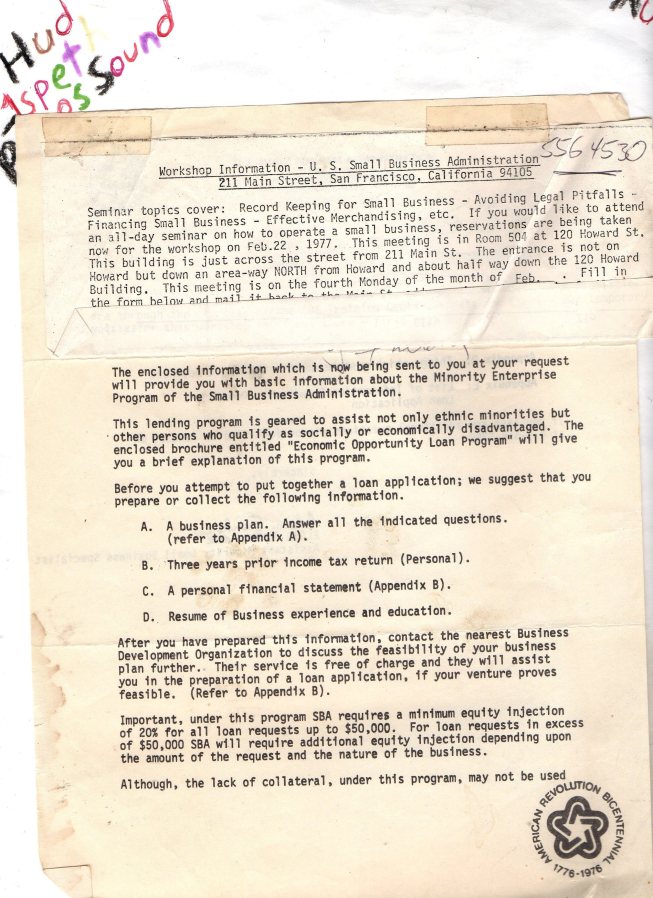 Hud
Aspeth
Pos Sound
556 4530
Workshop Information - U. S. Small Business Administration
211 Main Street, San Francisco, California 94105
Seminar topics cover: Record Keeping for Small Business - Avoiding Legal Pitfalls -
Financing Small Business - Effective Merchandising, etc. If you would like to attend
an all-day seminar on how to operate a small business, reservations are being taken
now for the workshop on Feb.22 , 1977. This meeting is in Room 504 at 120 Howard St.
This building is just across the street from 211 Main St. The entrance is not on
Howard but down an area-way NORTH from Howard and about half way down the 120 Howard
Building. This meeting is on the fourth Monday of the month of Feb. . Fill in
the form below and mail it back to the Main St.
The enclosed information which is now being sent to you at your request
will provide you with basic information about the Minority Enterprise
Program of the Small Business Administration.
This lending program is geared to assist not only ethnic minorities but
other persons who qualify as socially or economically disadvantaged. The
enclosed brochure entitled "Economic Opportunity Loan Program" will give
you a brief explanation of this program.
Before you attempt to put together a loan application; we suggest that you
prepare or collect the following information.
A. A business plan. Answer all the indicated questions.
(refer to Appendix A).
B. Three years prior income tax return (Personal).
C. A personal financial statement (Appendix B).
D. Resume of Business experience and education.
After you have prepared this information, contact the nearest Business
Development Organization to discuss the feasibility of your business
plan further. Their service is free of charge and they will assist
you in the preparation of a loan application, if your venture proves
feasible. (Refer to Appendix B).
Important, under this program SBA requires a minimum equity injection
of 20% for all loan requests up to $50,000. For loan requests in excess
of $50,000 SBA will require additional equity injection depending upon
the amount of the request and the nature of the business.
Although, the lack of collateral, under this program, may not be used
AMERICAN REVOLUTION BICENTENNIAL
1776-1976